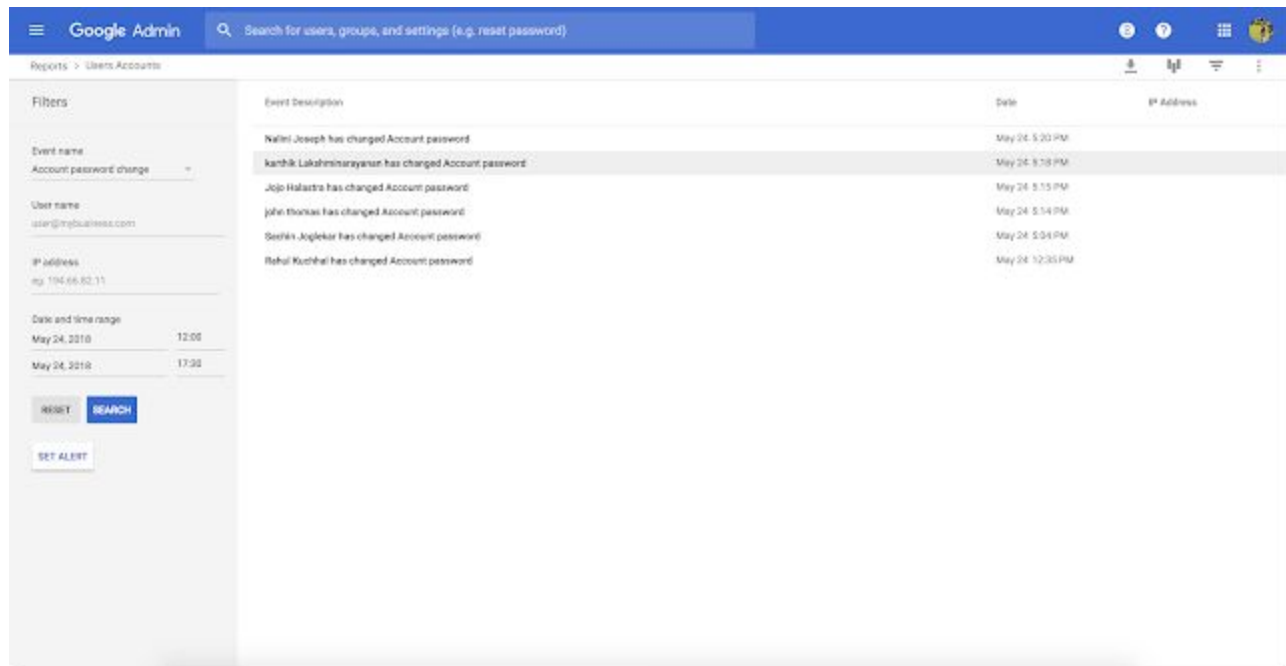 Google Admin
Search for users, groups, and settings (e.g. reset password)
Reports > Users Accounts
Filters
Event name
Account password change
User name
user@mybusiness.com
IP address
eg. 194.66.82.11
Date and time range
May 24, 2018 12:00
May 24, 2018 17:30
RESET SEARCH
SET ALERT
Event Description Date IP Address
Nalini Joseph has changed Account password May 24 5:20 PM
karthik Lakshminarayanan has changed Account password May 24 5:18 PM
Jojo Halastra has changed Account password May 24 5:15 PM
john thomas has changed Account password May 24 5:14 PM
Sachin Joglekar has changed Account password May 24 5:04 PM
Rahul Kuchhal has changed Account password May 24 12:35 PM